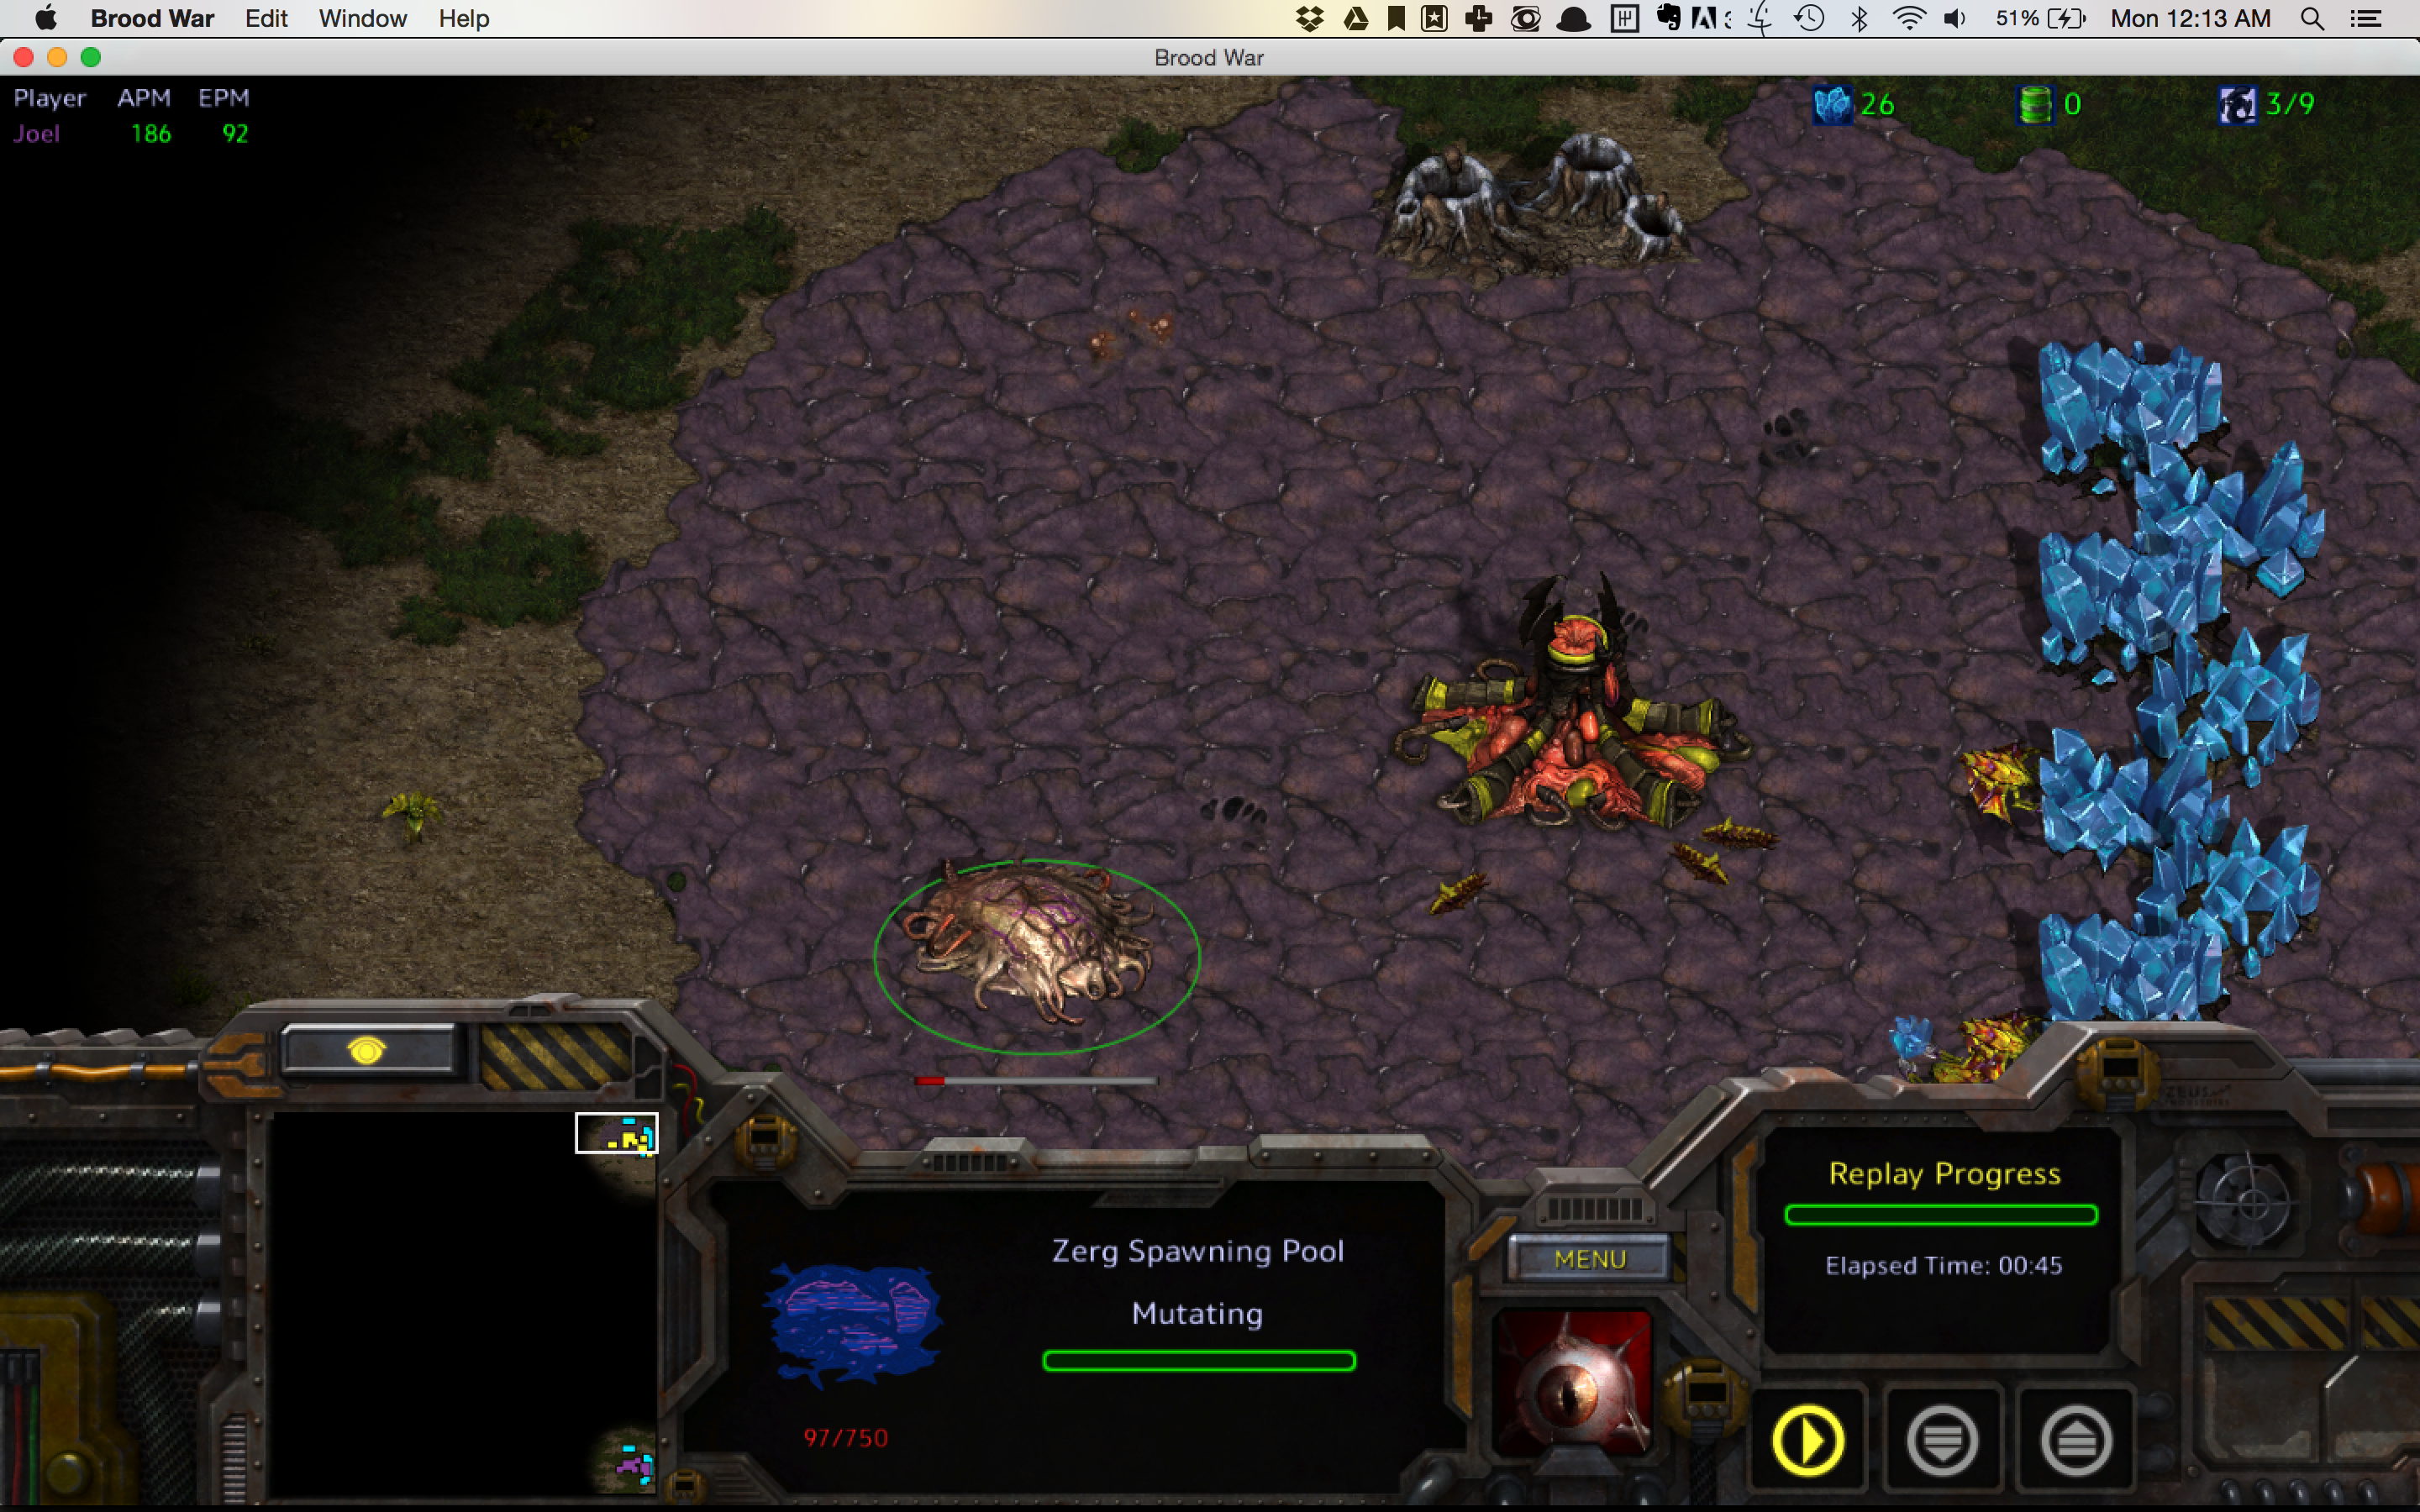 Brood War Edit Window Help 51% Mon 12:13 AM
Brood War
Player APM EPM
Joel 186 92
26 0 3/9
Zerg Spawning Pool
Mutating
97/750
MENU
Replay Progress
Elapsed Time: 00:45